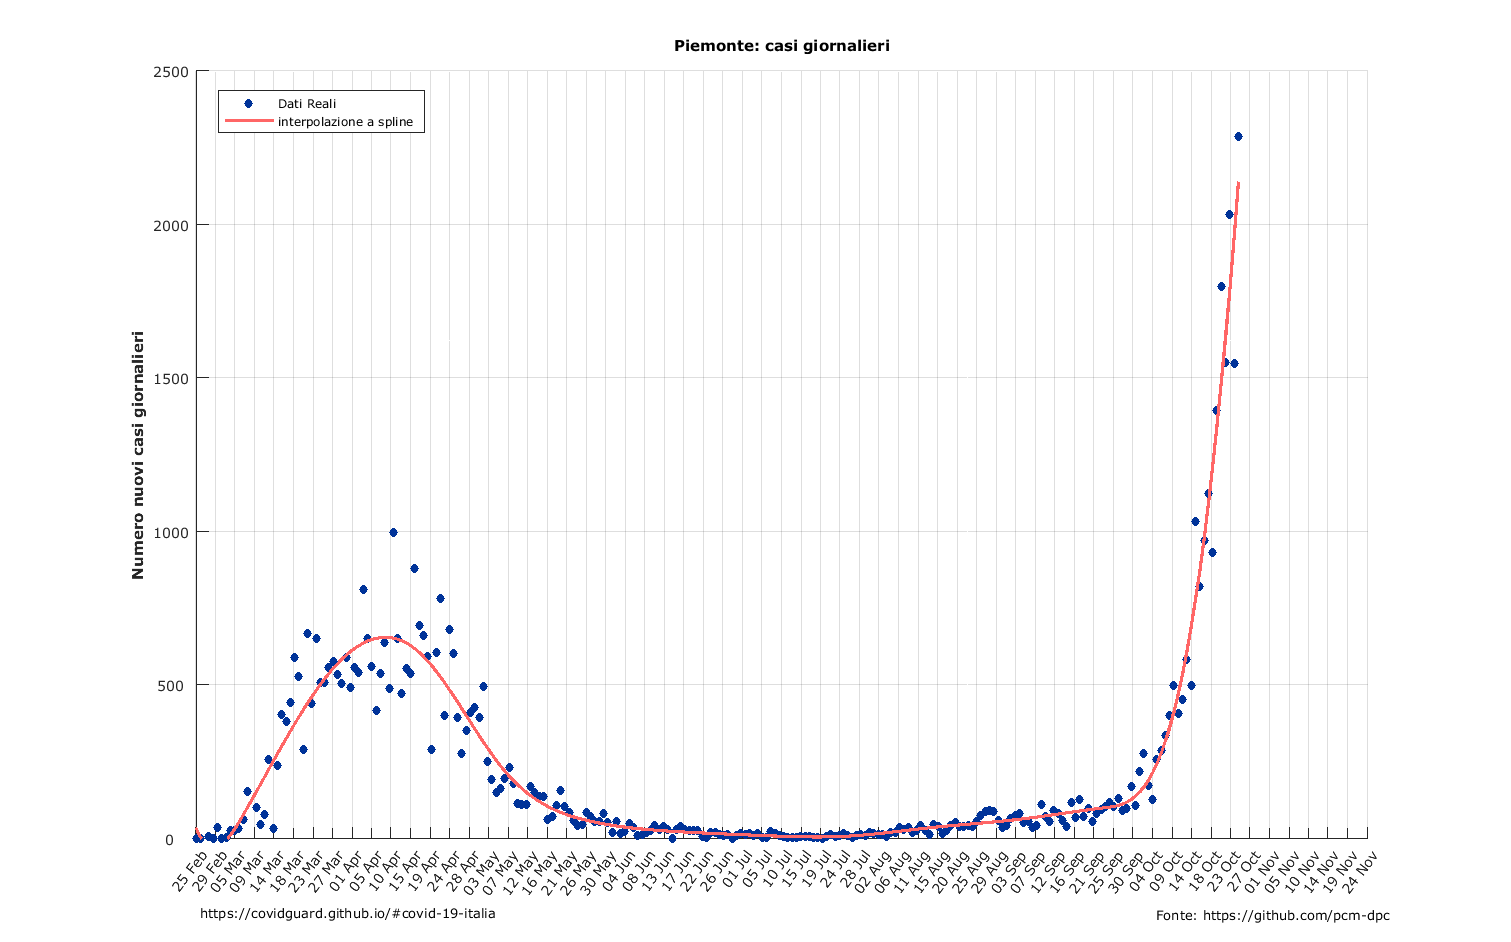 Piemonte: casi giornalieri
2500
2000
1500
1000
500
0
Numero nuovi casi giornalieri
Dati Reali
interpolazione a spline
25 Feb
29 Feb
05 Mar
09 Mar
14 Mar
18 Mar
23 Mar
27 Mar
01 Apr
05 Apr
10 Apr
15 Apr
19 Apr
24 Apr
28 Apr
03 May
07 May
12 May
16 May
21 May
26 May
30 May
04 Jun
08 Jun
13 Jun
17 Jun
22 Jun
26 Jun
01 Jul
05 Jul
10 Jul
15 Jul
19 Jul
24 Jul
28 Jul
02 Aug
06 Aug
11 Aug
15 Aug
20 Aug
25 Aug
29 Aug
03 Sep
07 Sep
12 Sep
16 Sep
21 Sep
25 Sep
30 Sep
04 Oct
09 Oct
14 Oct
18 Oct
23 Oct
27 Oct
01 Nov
05 Nov
10 Nov
14 Nov
19 Nov
24 Nov
https://covidguard.github.io/#covid-19-italia
Fonte: https://github.com/pcm-dpc